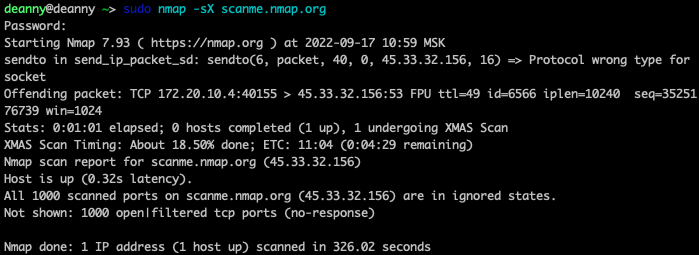 deanny@deanny ~> sudo nmap -sX scanme.nmap.org
Password:
Starting Nmap 7.93 ( https://nmap.org ) at 2022-09-17 10:59 MSK
sendto in send_ip_packet_sd: sendto(6, packet, 40, 0, 45.33.32.156, 16) => Protocol wrong type for
socket
Offending packet: TCP 172.20.10.4:40155 > 45.33.32.156:53 FPU ttl=49 id=6566 iplen=10240  seq=35251
76739 win=1024
Stats: 0:01:01 elapsed; 0 hosts completed (1 up), 1 undergoing XMAS Scan
XMAS Scan Timing: About 18.50% done; ETC: 11:04 (0:04:29 remaining)
Nmap scan report for scanme.nmap.org (45.33.32.156)
Host is up (0.32s latency).
All 1000 scanned ports on scanme.nmap.org (45.33.32.156) are in ignored states.
Not shown: 1000 open|filtered tcp ports (no-response)
Nmap done: 1 IP address (1 host up) scanned in 326.02 seconds